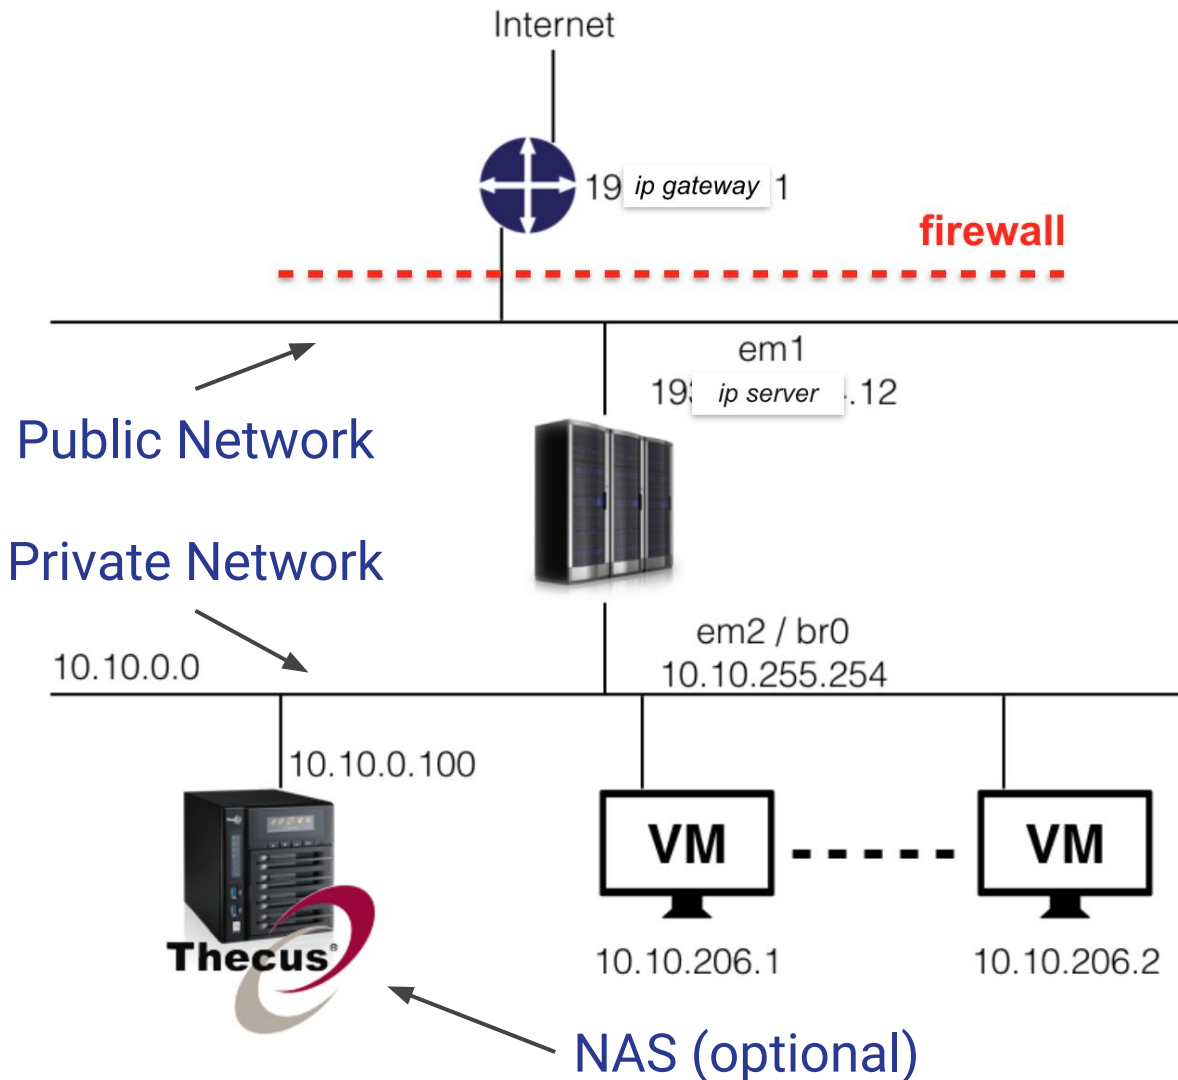 Internet
19 ip gateway 1
firewall
em1
193 ip server .12
Public Network
Private Network
em2 / br0
10.10.0.0
10.10.255.254
10.10.0.100
VM
VM
Thecus®
10.10.206.1
10.10.206.2
NAS (optional)